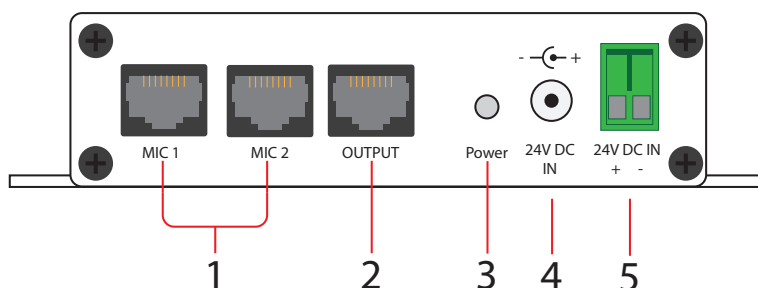 - +
MIC 1 MIC 2 OUTPUT Power 24V DC IN 24V DC IN
+ -
1 2 3 4 5